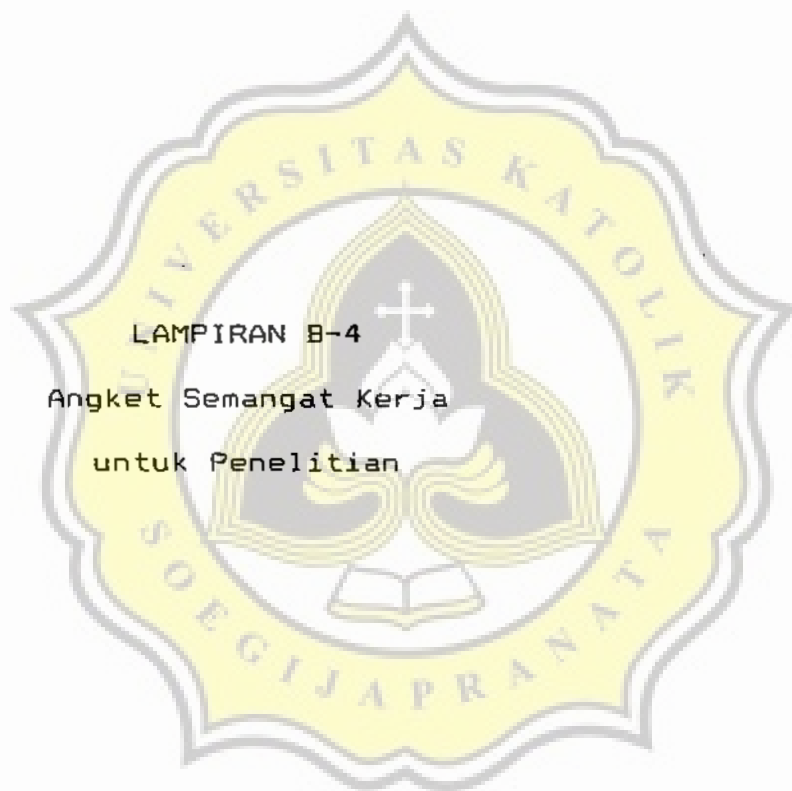 UNIVERSITAS KATOLIK
LAMPIRAN B-4
Angket Semangat Kerja
untuk Penelitian
SOEGIJAPRANATA